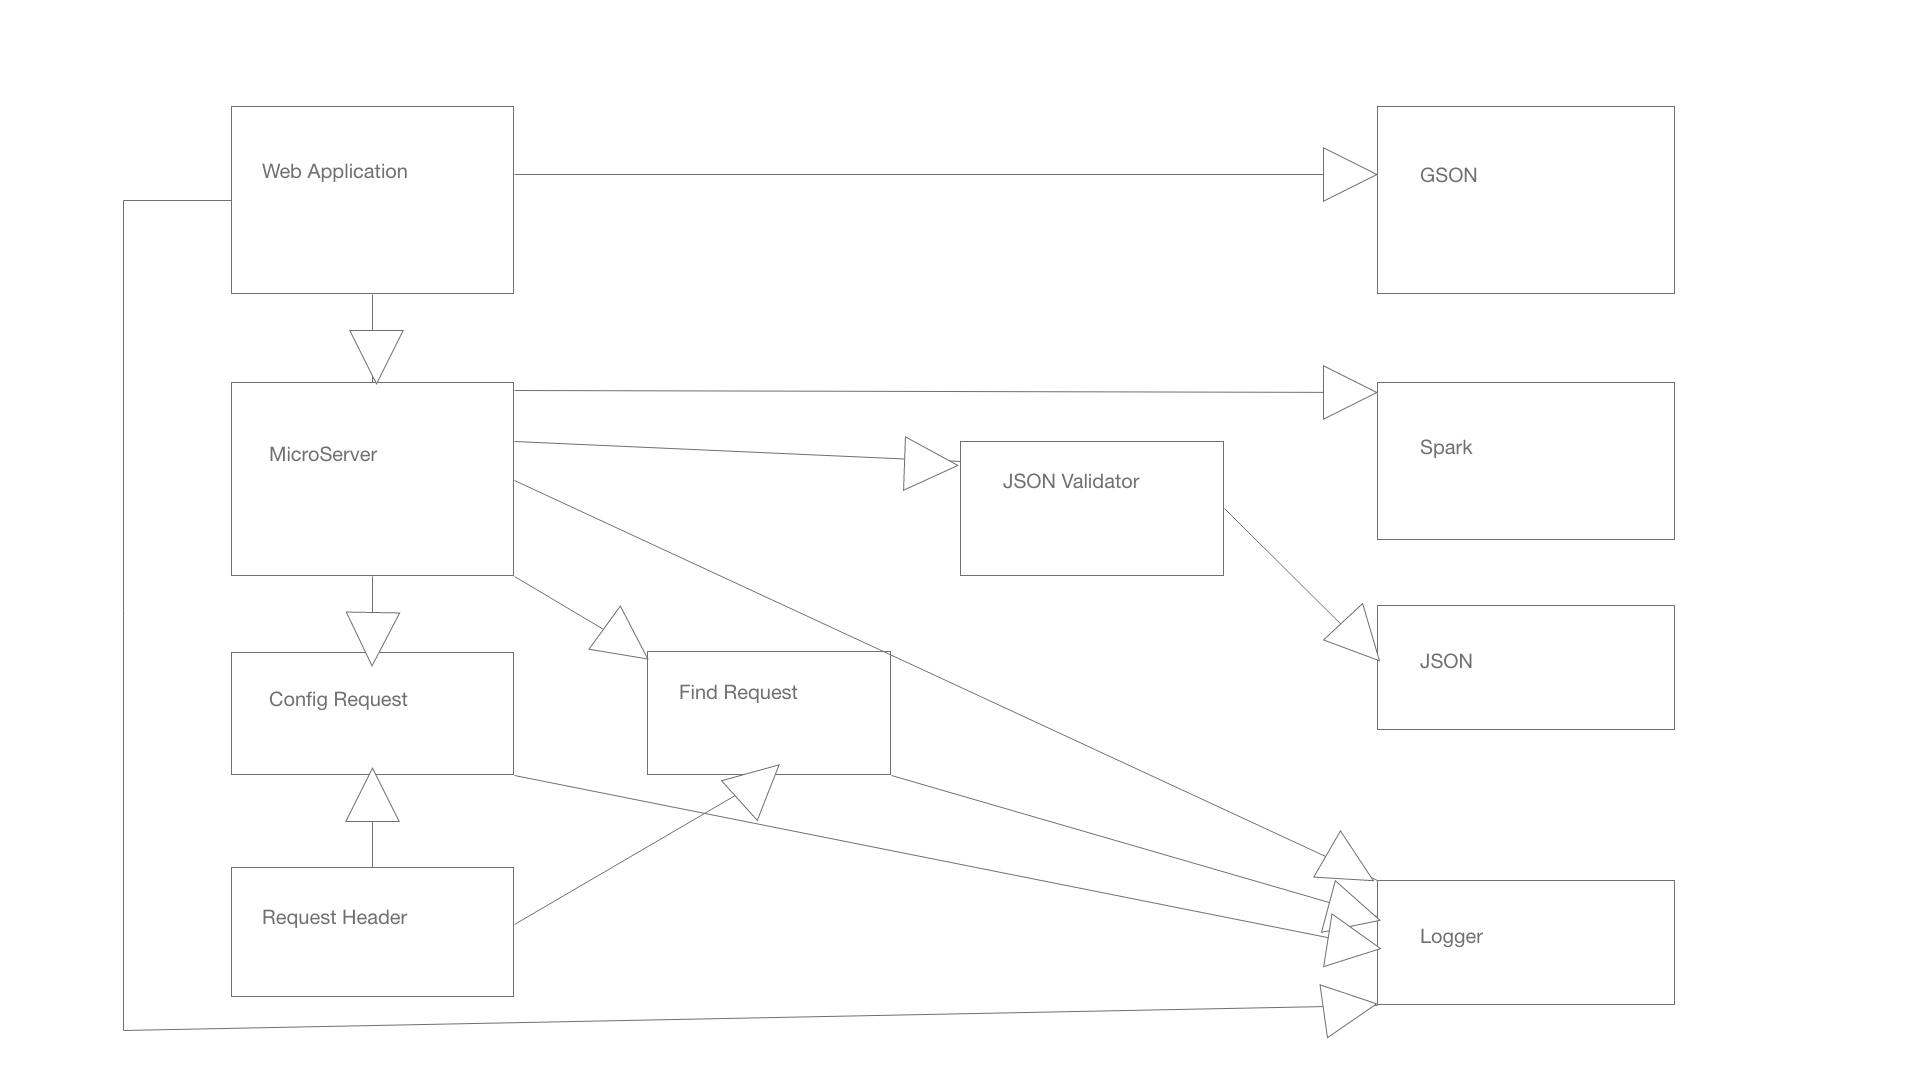 Web Application
GSON
MicroServer
Spark
JSON Validator
JSON
Config Request
Find Request
Request Header
Logger